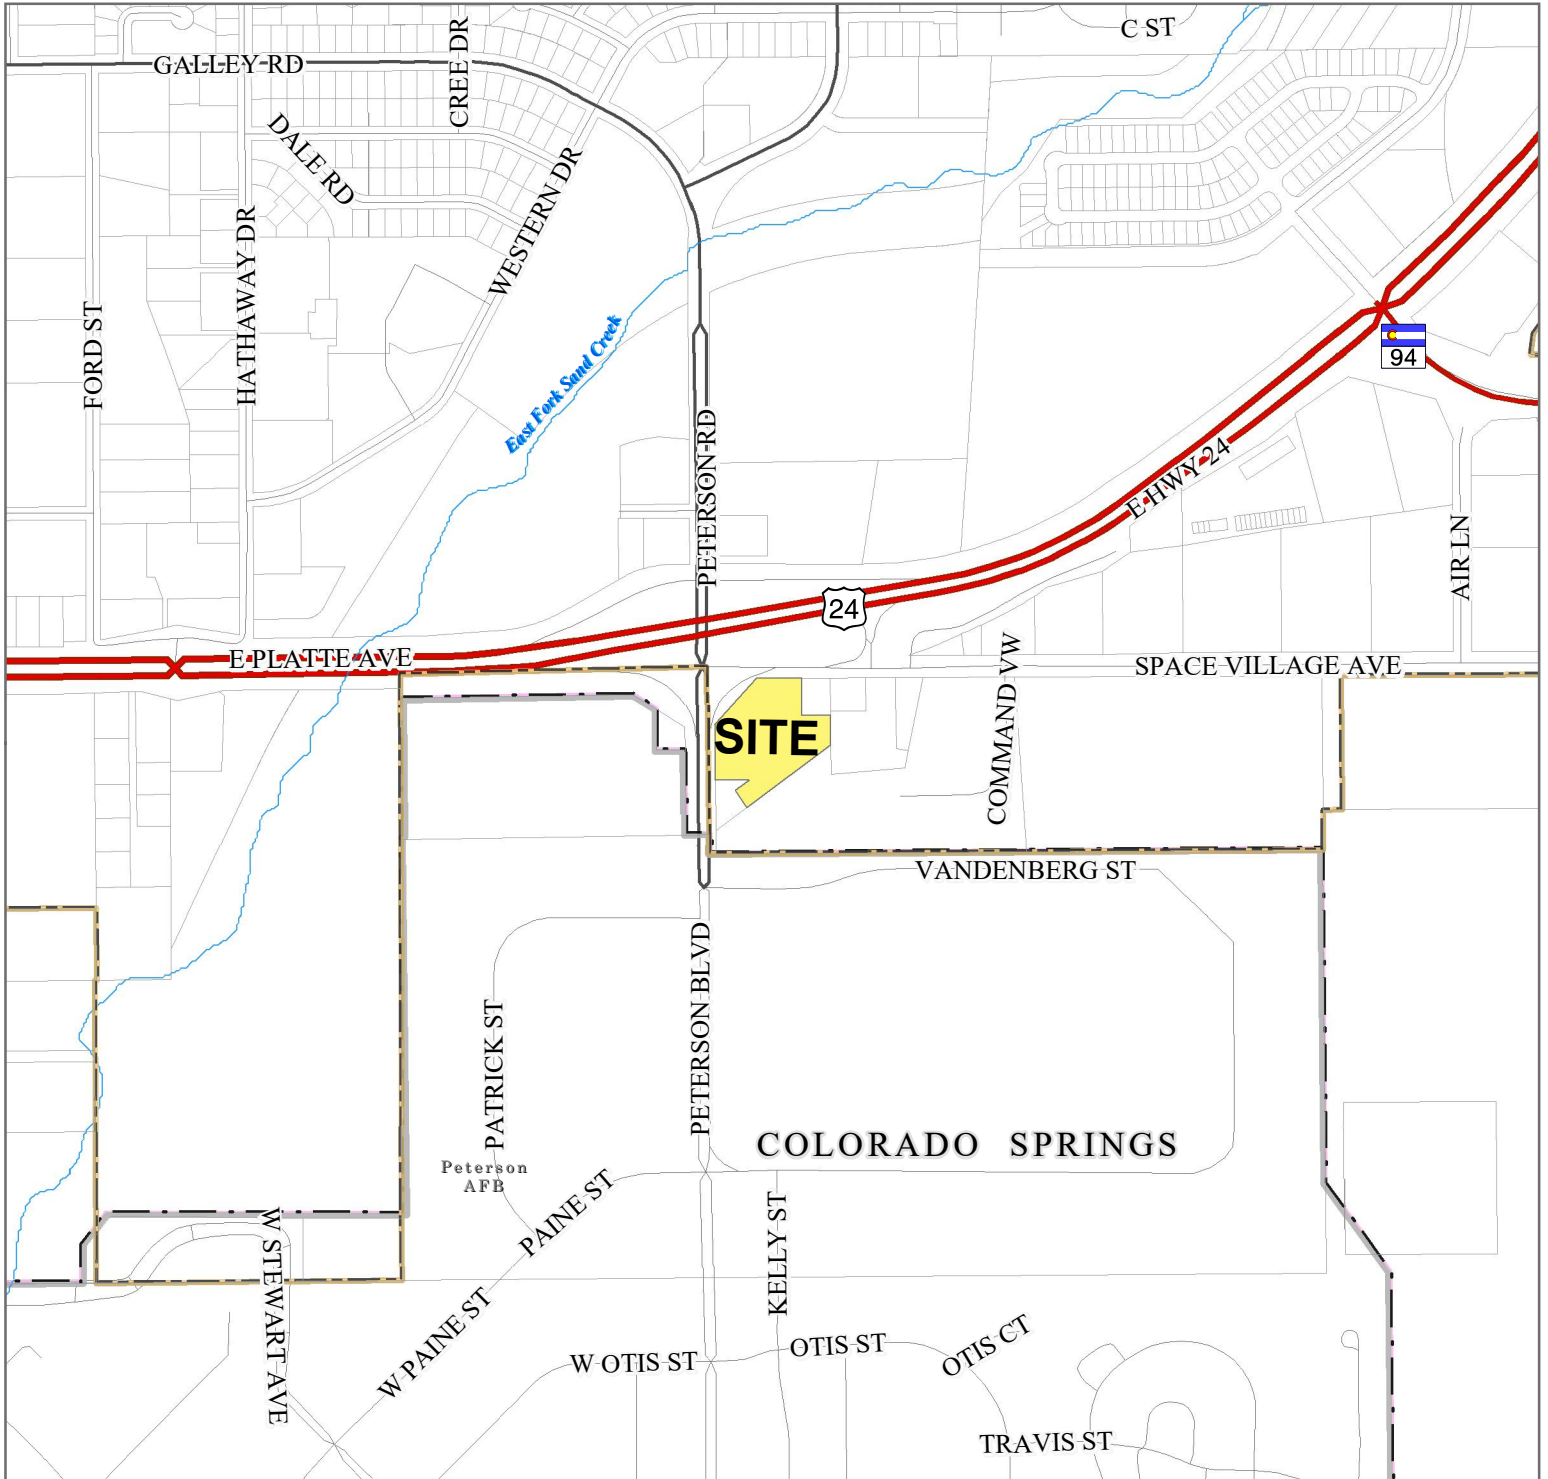 C ST
GALLEY RD
CREE DR
DALE RD
WESTERN DR
HATHAWAY DR
FORD ST
East Fork Sand Creek
94
PETERSON RD
E HWY 24
AIR LN
24
E PLATTE AVE
SPACE VILLAGE AVE
COMMAND VW
SITE
VANDENBERG ST
PETERSON BLVD
PATRICK ST
COLORADO SPRINGS
Peterson
AFB
PAINE ST
KELLY ST
W STEWART AVE
W PAINE ST
W OTIS ST
OTIS ST
OTIS CT
TRAVIS ST